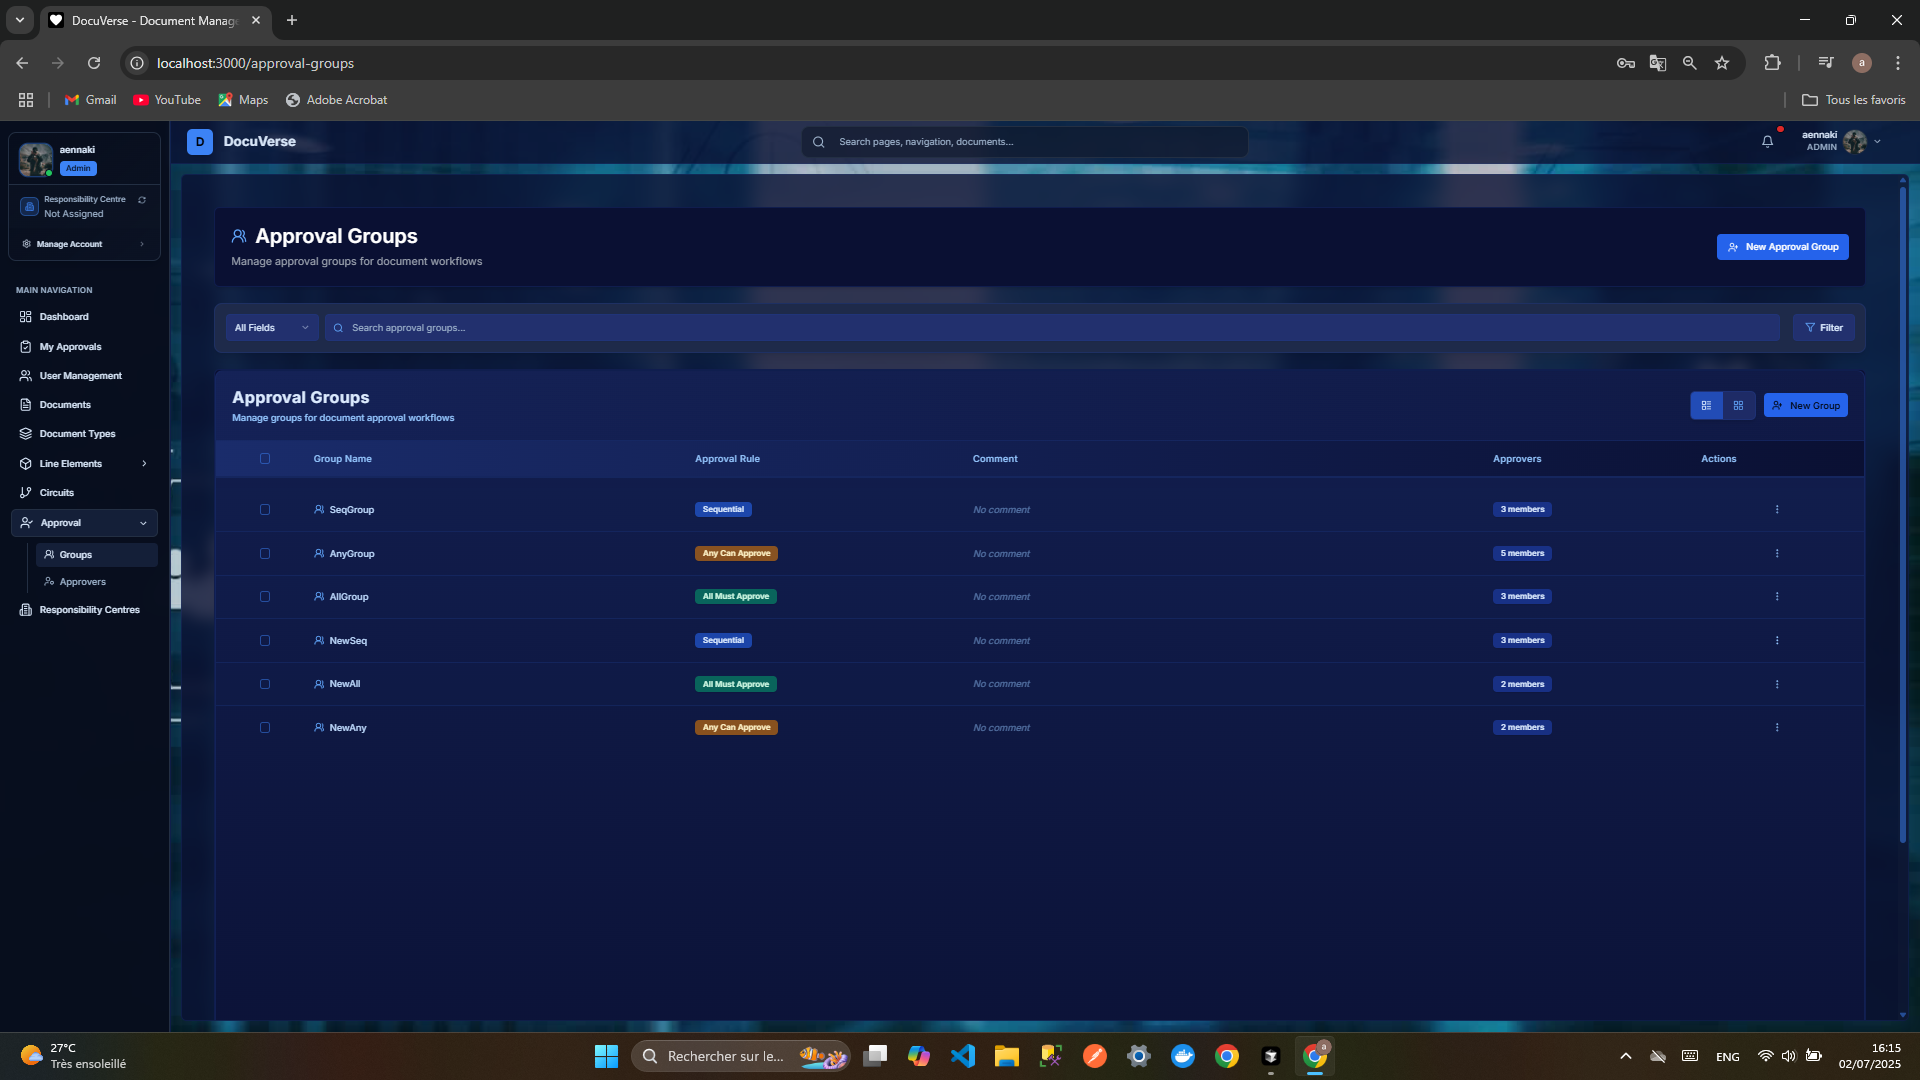 DocuVerse - Document Manag
localhost:3000/approval-groups
a
Gmail
YouTube
Maps
Adobe Acrobat
Tous les favoris
aennaki
Admin
Responsibility Centre
Not Assigned
Manage Account
MAIN NAVIGATION
Dashboard
My Approvals
User Management
Documents
Document Types
Line Elements
Circuits
Approval
Groups
Approvers
Responsibility Centres
D
DocuVerse
Search pages, navigation, documents...
aennaki
ADMIN
Approval Groups
Manage approval groups for document workflows
New Approval Group
All Fields
Search approval groups...
Filter
Approval Groups
Manage groups for document approval workflows
New Group
Group Name Approval Rule Comment Approvers Actions
SeqGroup Sequential No comment 3 members
AnyGroup Any Can Approve No comment 5 members
AllGroup All Must Approve No comment 3 members
NewSeq Sequential No comment 3 members
NewAll All Must Approve No comment 2 members
NewAny Any Can Approve No comment 2 members
27°C
Très ensoleillé
Rechercher sur le...
a
ENG
16:15
02/07/2025